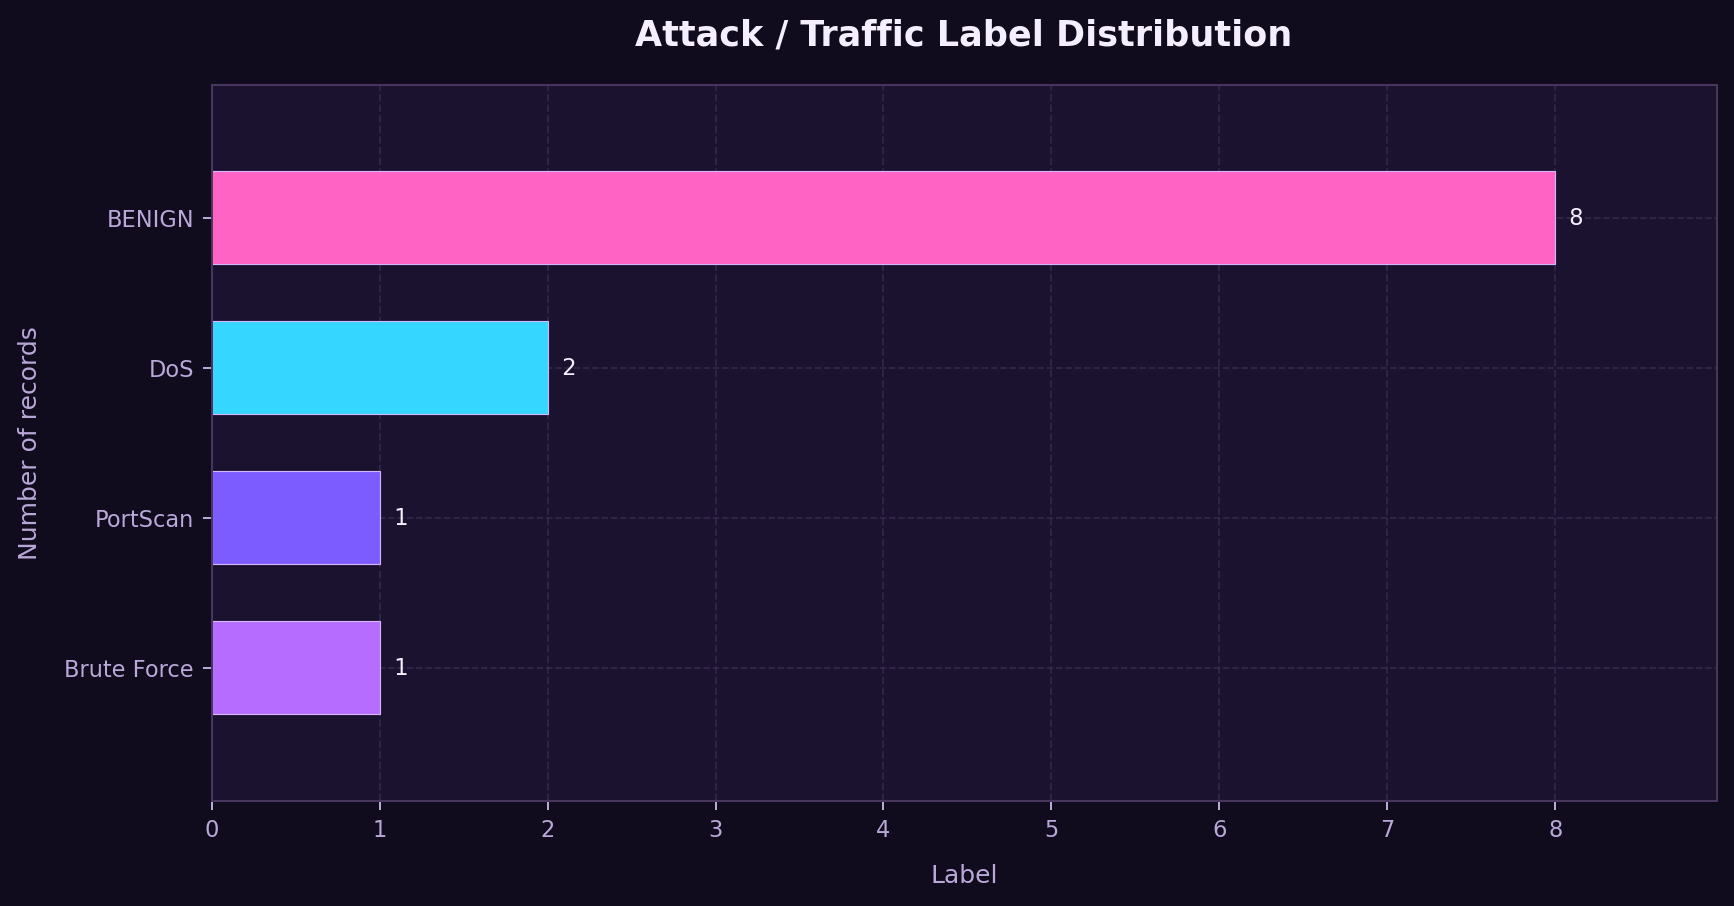 Attack / Traffic Label Distribution
Number of records
BENIGN
8
DoS
2
PortScan
1
Brute Force
1
0 1 2 3 4 5 6 7 8
Label